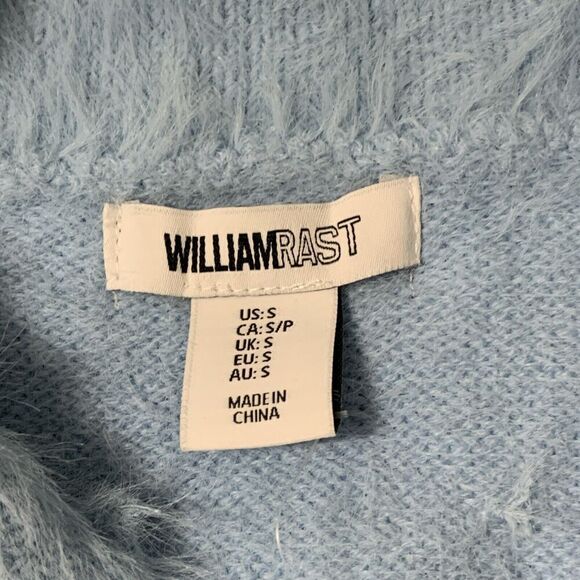 WILLIAMRAST
US: S
CA: S/P
UK: S
EU: S
AU: S
MADE IN
CHINA